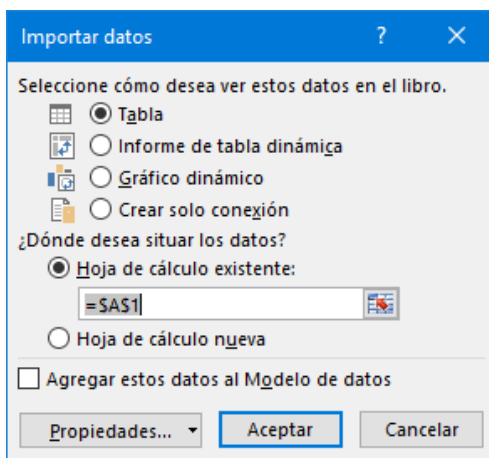 Importar datos
Seleccione cómo desea ver estos datos en el libro.
Tabla
Informe de tabla dinámica
Gráfico dinámico
Crear solo conexión
¿Dónde desea situar los datos?
Hoja de cálculo existente:
=$A$1
Hoja de cálculo nueva
Agregar estos datos al Modelo de datos
Propiedades... Aceptar Cancelar